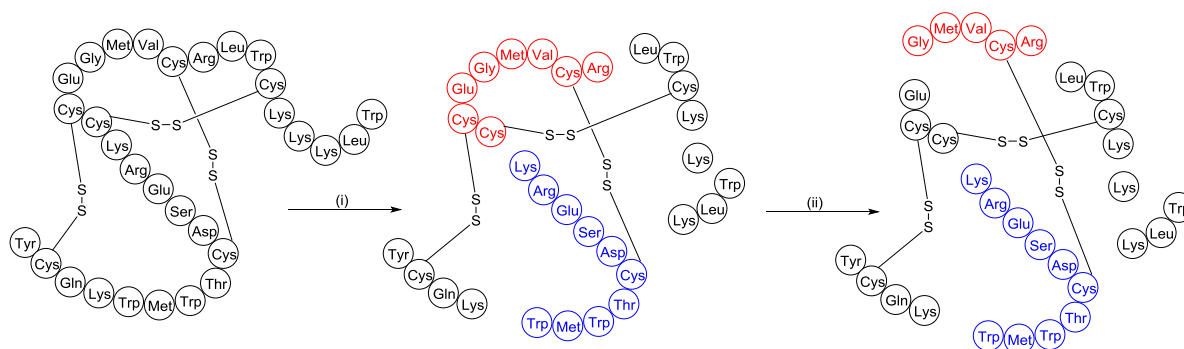 Glu Gly Met Val Cys Arg Leu Trp Cys Lys Lys Lys Leu Trp
Cys Cys Lys Arg Glu Ser Asp Cys Thr Trp Met Trp Lys Gln Cys Tyr
S–S
S–S
S–S
(i)
Cys Cys Glu Gly Met Val Cys Arg
Leu Trp Cys Lys
Lys
Lys Leu Trp
S–S
S–S
S–S
Lys Arg Glu Ser Asp Cys Thr Trp Met Trp
Tyr Cys Gln Lys
(ii)
Gly Met Val Cys Arg
Glu Cys Cys
Leu Trp Cys Lys
Lys
Lys Leu Trp
S–S
S–S
S–S
Lys Arg Glu Ser Asp Cys Thr Trp Met Trp
Tyr Cys Gln Lys